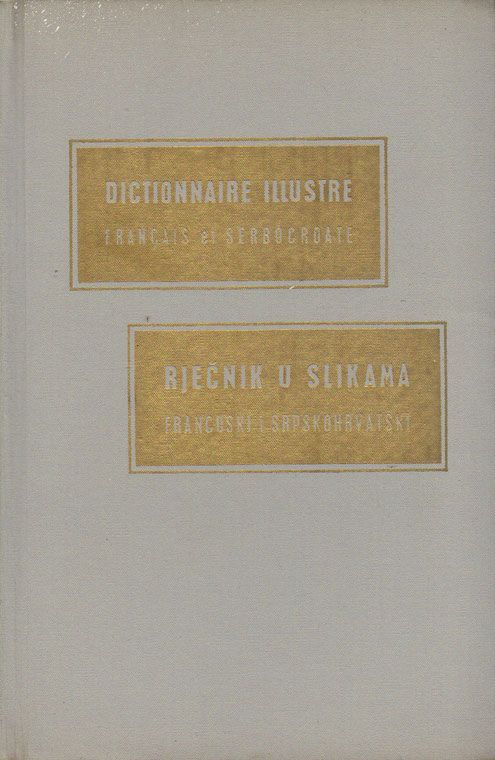 DICTIONNAIRE ILLUSTRE
FRANCAIS et SERBOCROATE
RJEČNIK U SLIKAMA
FRANCUSKI I SRPSKOHRVATSKI